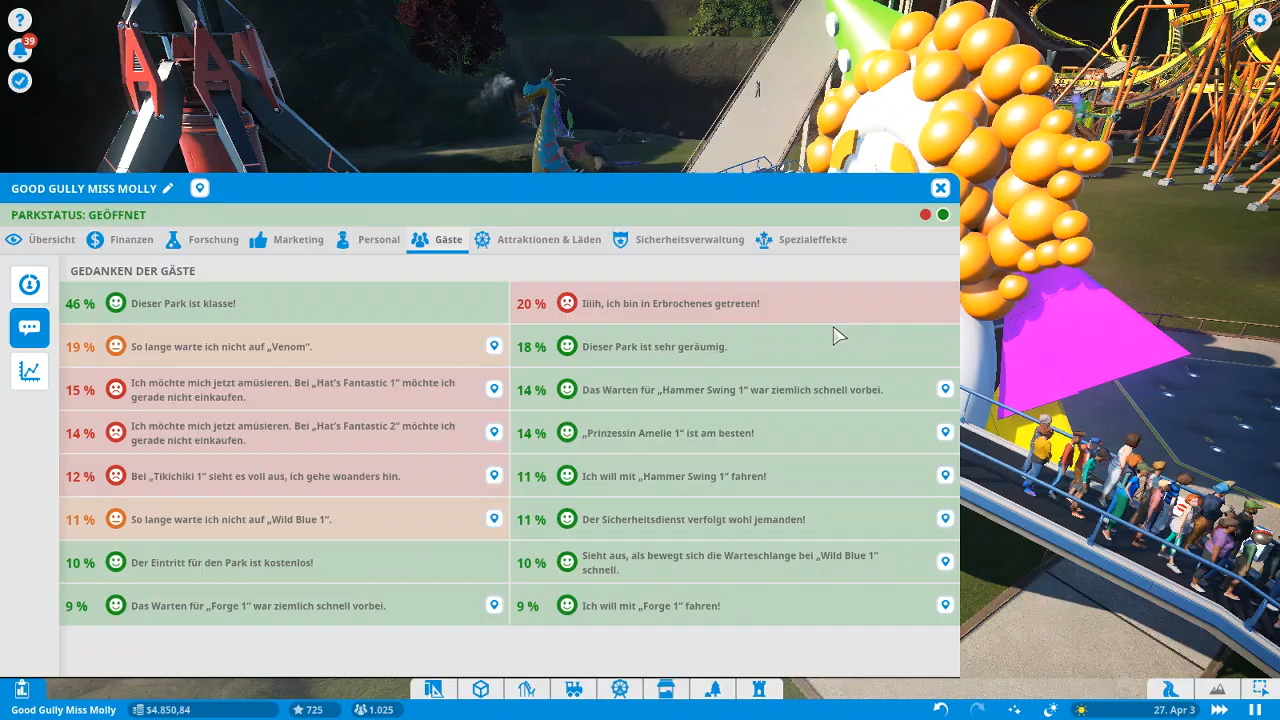 ?
39
GOOD GULLY MISS MOLLY
PARKSTATUS: GEÖFFNET
Übersicht Finanzen Forschung Marketing Personal Gäste Attraktionen & Läden Sicherheitsverwaltung Spezialeffekte
GEDANKEN DER GÄSTE
46 % Dieser Park ist klasse!
20 % Iiiih, ich bin in Erbrochenes getreten!
19 % So lange warte ich nicht auf „Venom“.
18 % Dieser Park ist sehr geräumig.
15 % Ich möchte mich jetzt amüsieren. Bei „Hat's Fantastic 1“ möchte ich
gerade nicht einkaufen.
14 % Das Warten für „Hammer Swing 1“ war ziemlich schnell vorbei.
14 % Ich möchte mich jetzt amüsieren. Bei „Hat's Fantastic 2“ möchte ich
gerade nicht einkaufen.
14 % „Prinzessin Amelie 1“ ist am besten!
12 % Bei „Tikichiki 1“ sieht es voll aus, ich gehe woanders hin.
11 % Ich will mit „Hammer Swing 1“ fahren!
11 % So lange warte ich nicht auf „Wild Blue 1“.
11 % Der Sicherheitsdienst verfolgt wohl jemanden!
10 % Der Eintritt für den Park ist kostenlos!
10 % Sieht aus, als bewegt sich die Warteschlange bei „Wild Blue 1“
schnell.
9 % Das Warten für „Forge 1“ war ziemlich schnell vorbei.
9 % Ich will mit „Forge 1“ fahren!
Good Gully Miss Molly $4.850,84 725 1.025 27. Apr 3